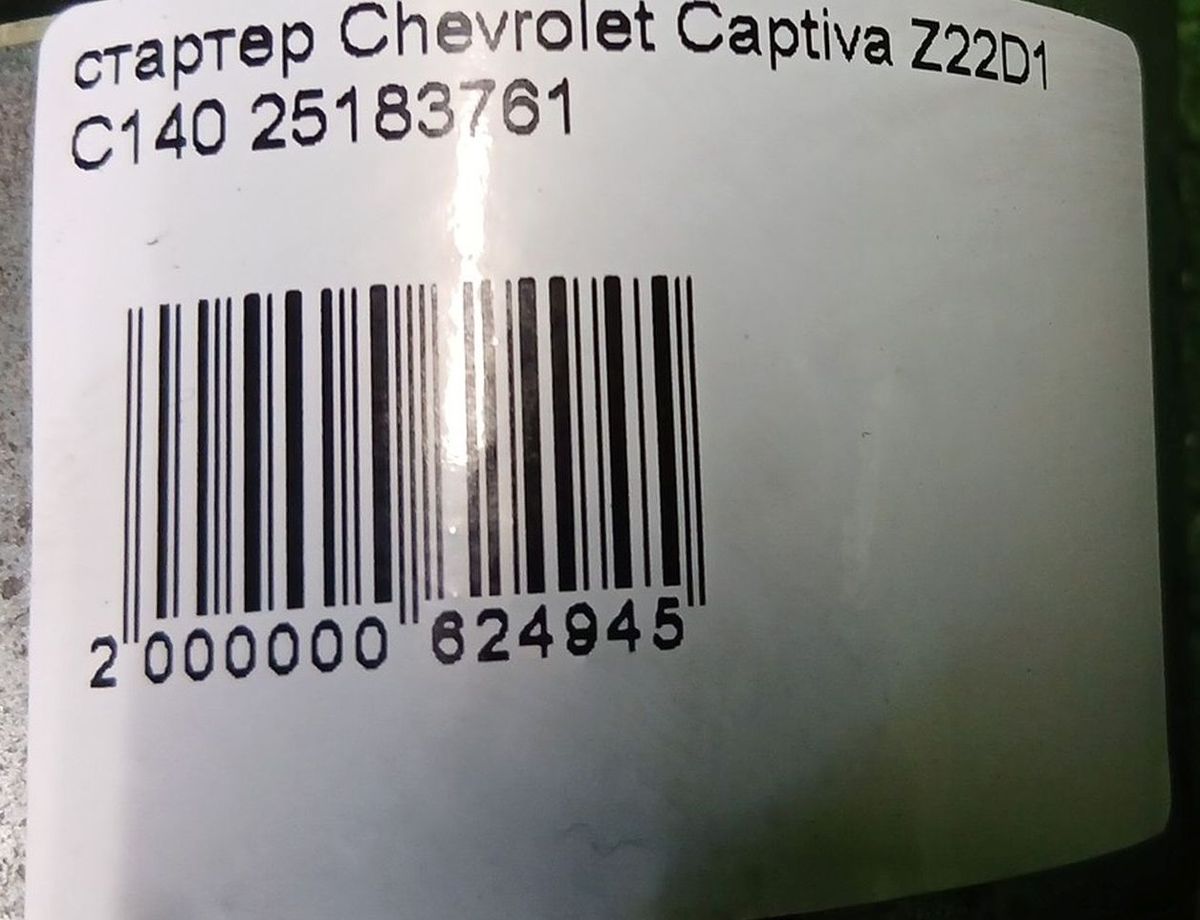 стартер Chevrolet Captiva Z22D1
C140 25183761
2 000000 624945